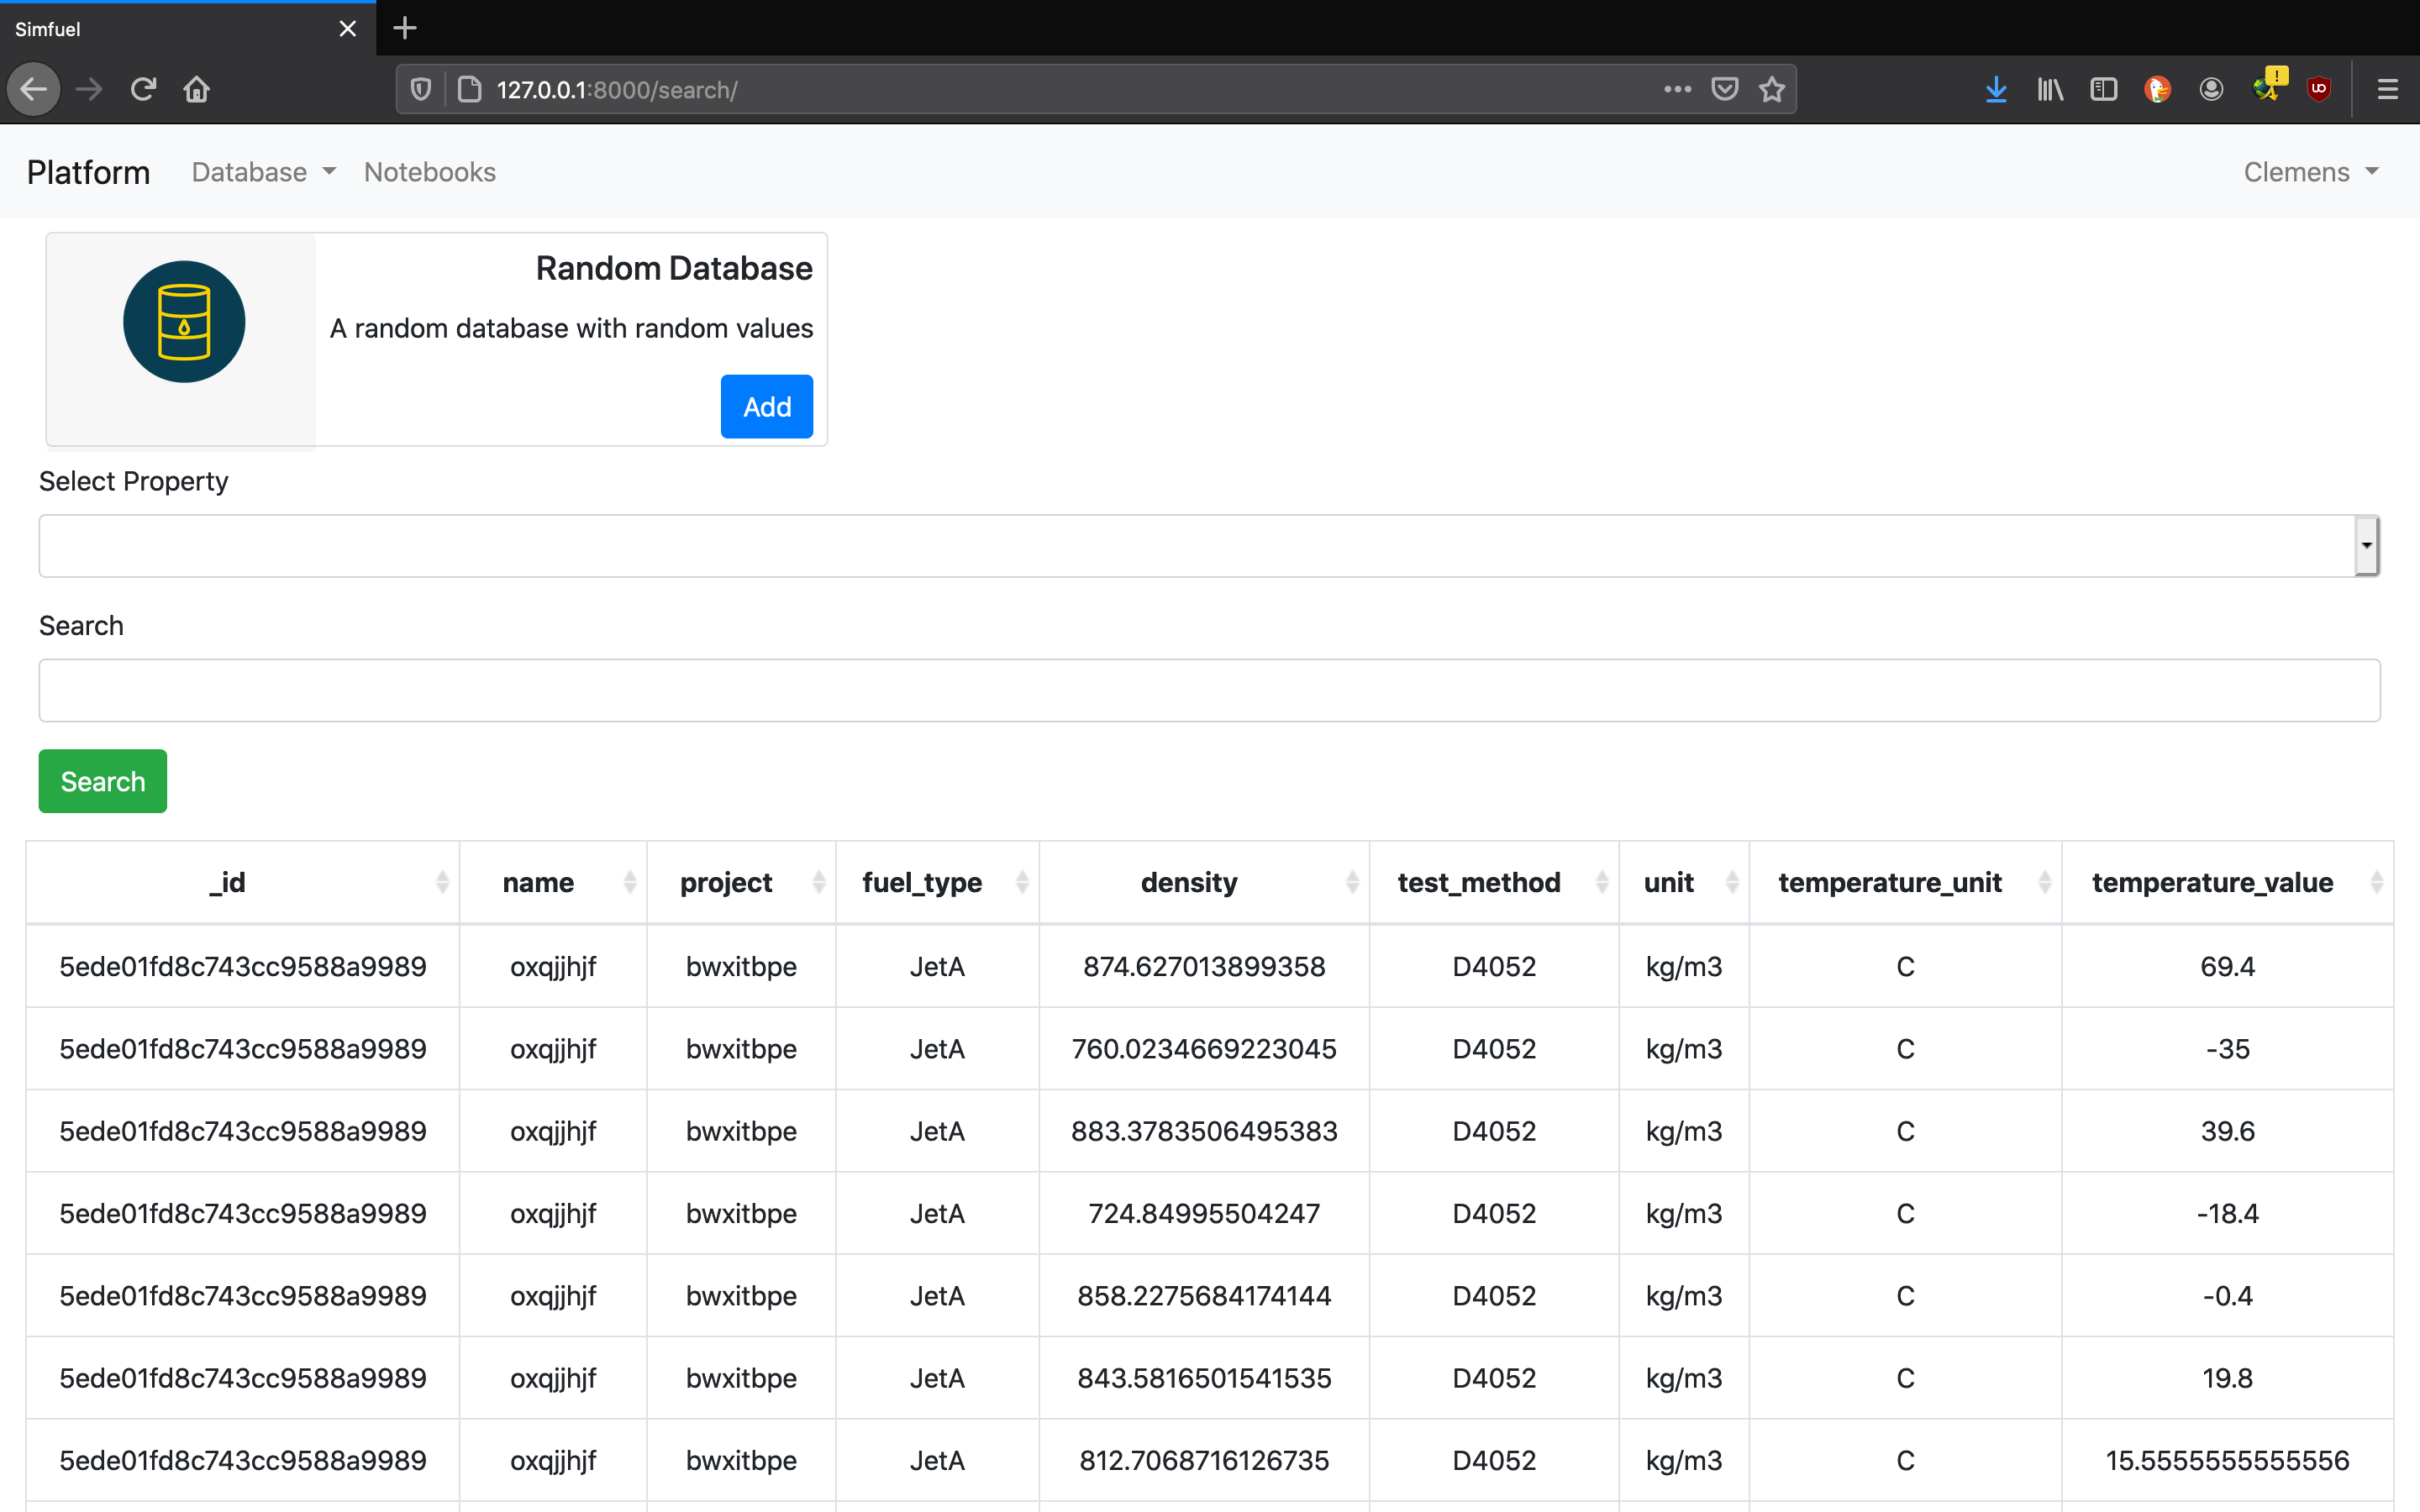 Simfuel
127.0.0.1:8000/search/
Platform Database Notebooks Clemens
Random Database
A random database with random values
Add
Select Property
Search
Search
_id name project fuel_type density test_method unit temperature_unit temperature_value
5ede01fd8c743cc9588a9989 oxqjjhjf bwxitbpe JetA 874.627013899358 D4052 kg/m3 C 69.4
5ede01fd8c743cc9588a9989 oxqjjhjf bwxitbpe JetA 760.0234669223045 D4052 kg/m3 C -35
5ede01fd8c743cc9588a9989 oxqjjhjf bwxitbpe JetA 883.3783506495383 D4052 kg/m3 C 39.6
5ede01fd8c743cc9588a9989 oxqjjhjf bwxitbpe JetA 724.84995504247 D4052 kg/m3 C -18.4
5ede01fd8c743cc9588a9989 oxqjjhjf bwxitbpe JetA 858.2275684174144 D4052 kg/m3 C -0.4
5ede01fd8c743cc9588a9989 oxqjjhjf bwxitbpe JetA 843.5816501541535 D4052 kg/m3 C 19.8
5ede01fd8c743cc9588a9989 oxqjjhjf bwxitbpe JetA 812.7068716126735 D4052 kg/m3 C 15.5555555555556